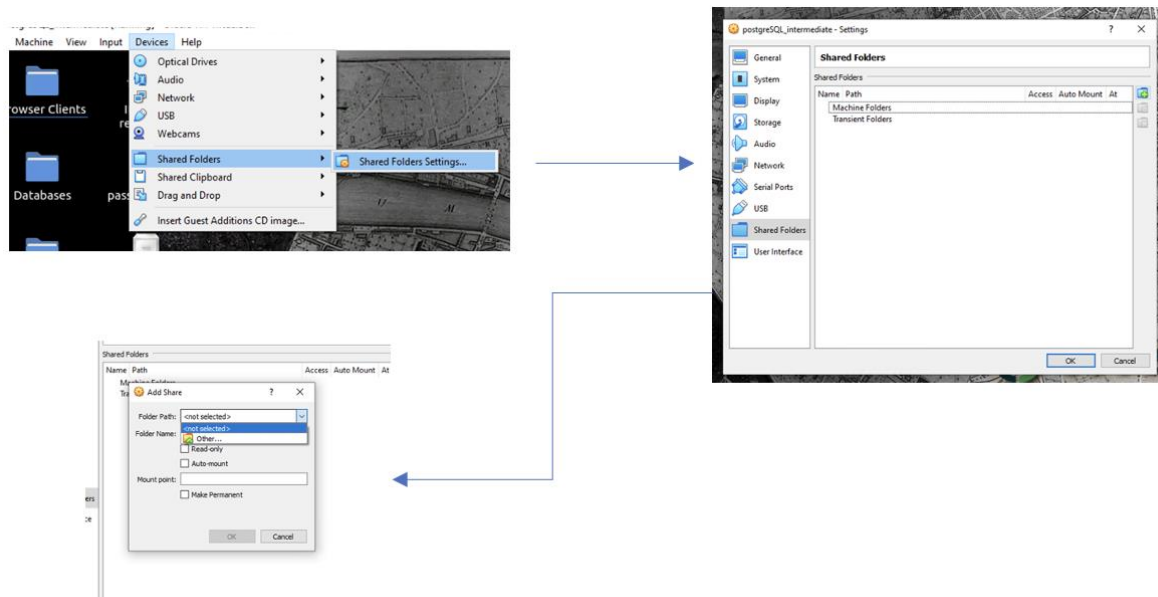 Machine View Input Devices Help
Optical Drives
Audio
Network
USB
Webcams
Shared Folders
Shared Folders Settings...
Shared Clipboard
Drag and Drop
Insert Guest Additions CD image...
rowser Clients
Databases
pass
postgreSQL_intermediate - Settings ? ×
General
System
Display
Storage
Audio
Network
Serial Ports
USB
Shared Folders
User Interface
Shared Folders
Shared Folders
Name Path Access Auto Mount At
Machine Folders
Transient Folders
OK Cancel
Shared Folders
Name Path Access Auto Mount At
Add Share ? ×
Folder Path: <not selected>
<not selected>
Folder Name: Other...
Read-only
Auto-mount
Mount point:
Make Permanent
OK Cancel
ers